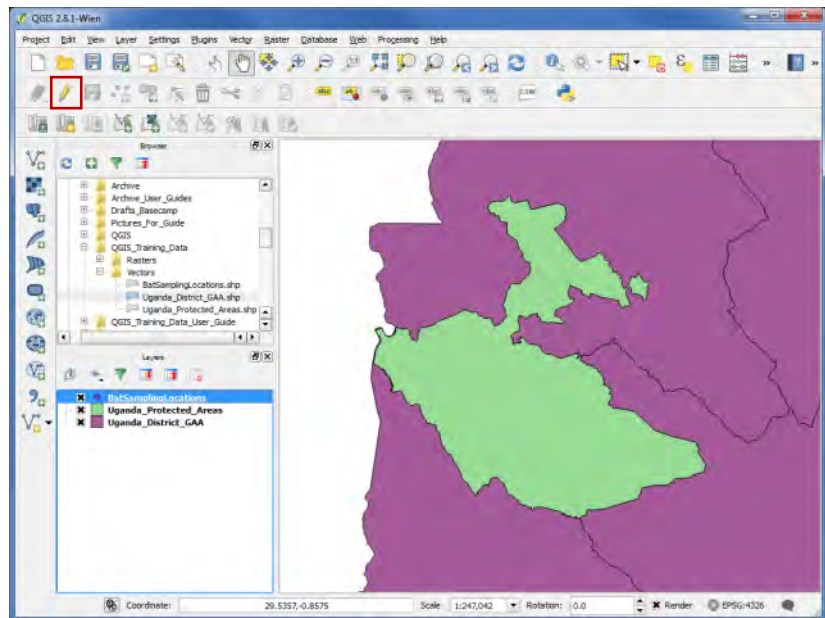 QGIS 2.8.1-Wien
Project Edit View Layer Settings Plugins Vector Raster Database Web Processing Help
Browser
Archive
Archive_User_Guides
Drafts_Basecamp
Pictures_For_Guide
QGIS
QGIS_Training_Data
Rasters
Vectors
BatSamplingLocations.shp
Uganda_District_GAA.shp
Uganda_Protected_Areas.shp
QGIS_Training_Data_User_Guide
Layers
BatSamplingLocations
Uganda_Protected_Areas
Uganda_District_GAA
Coordinate: 29.5357,-0.8575 Scale 1:247,042 Rotation: 0.0 Render EPSG:4326